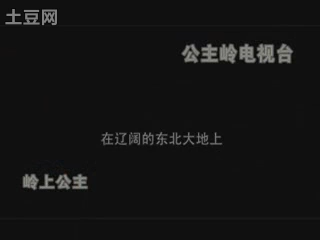 土豆网
公主岭电视台
在辽阔的东北大地上
岭上公主